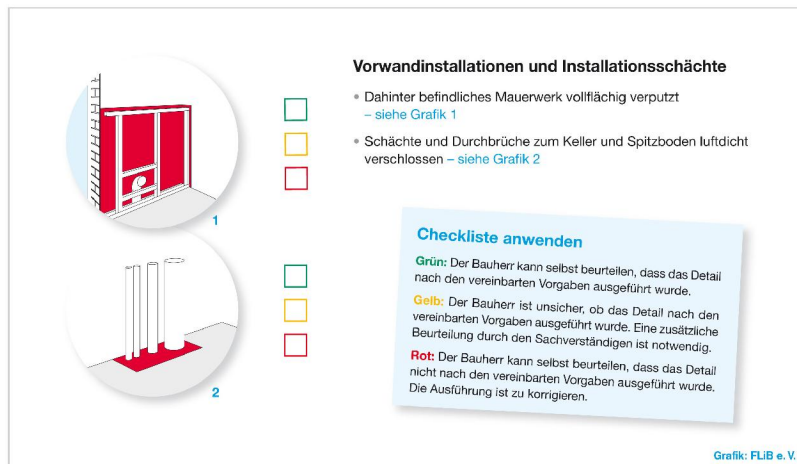 Vorwandinstallationen und Installationsschächte
• Dahinter befindliches Mauerwerk vollflächig verputzt
– siehe Grafik 1
• Schächte und Durchbrüche zum Keller und Spitzboden luftdicht
verschlossen – siehe Grafik 2
1
2
Checkliste anwenden
Grün: Der Bauherr kann selbst beurteilen, dass das Detail
nach den vereinbarten Vorgaben ausgeführt wurde.
Gelb: Der Bauherr ist unsicher, ob das Detail nach den
vereinbarten Vorgaben ausgeführt wurde. Eine zusätzliche
Beurteilung durch den Sachverständigen ist notwendig.
Rot: Der Bauherr kann selbst beurteilen, dass das Detail
nicht nach den vereinbarten Vorgaben ausgeführt wurde.
Die Ausführung ist zu korrigieren.
Grafik: FLiB e. V.